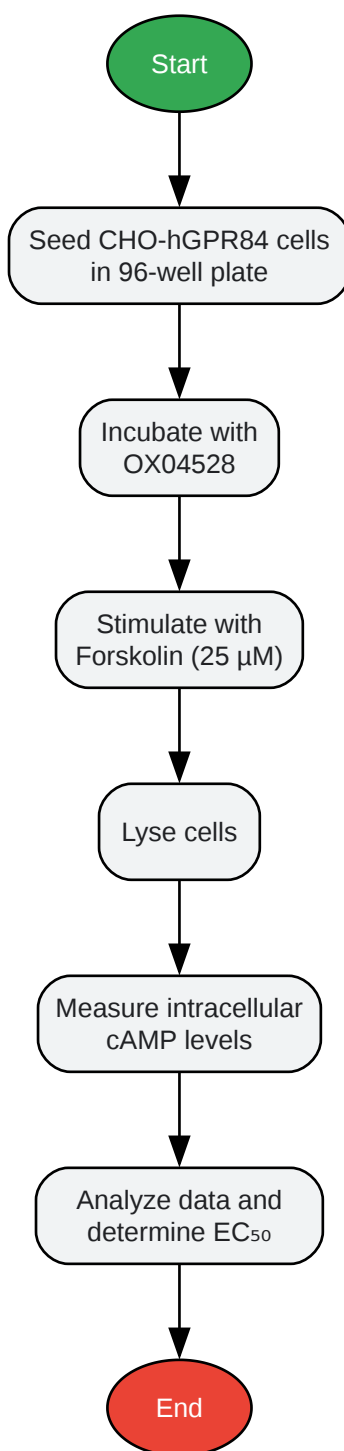 Start
Seed CHO-hGPR84 cells
in 96-well plate
Incubate with
OX04528
Stimulate with
Forskolin (25 µM)
Lyse cells
Measure intracellular
cAMP levels
Analyze data and
determine EC₅₀
End